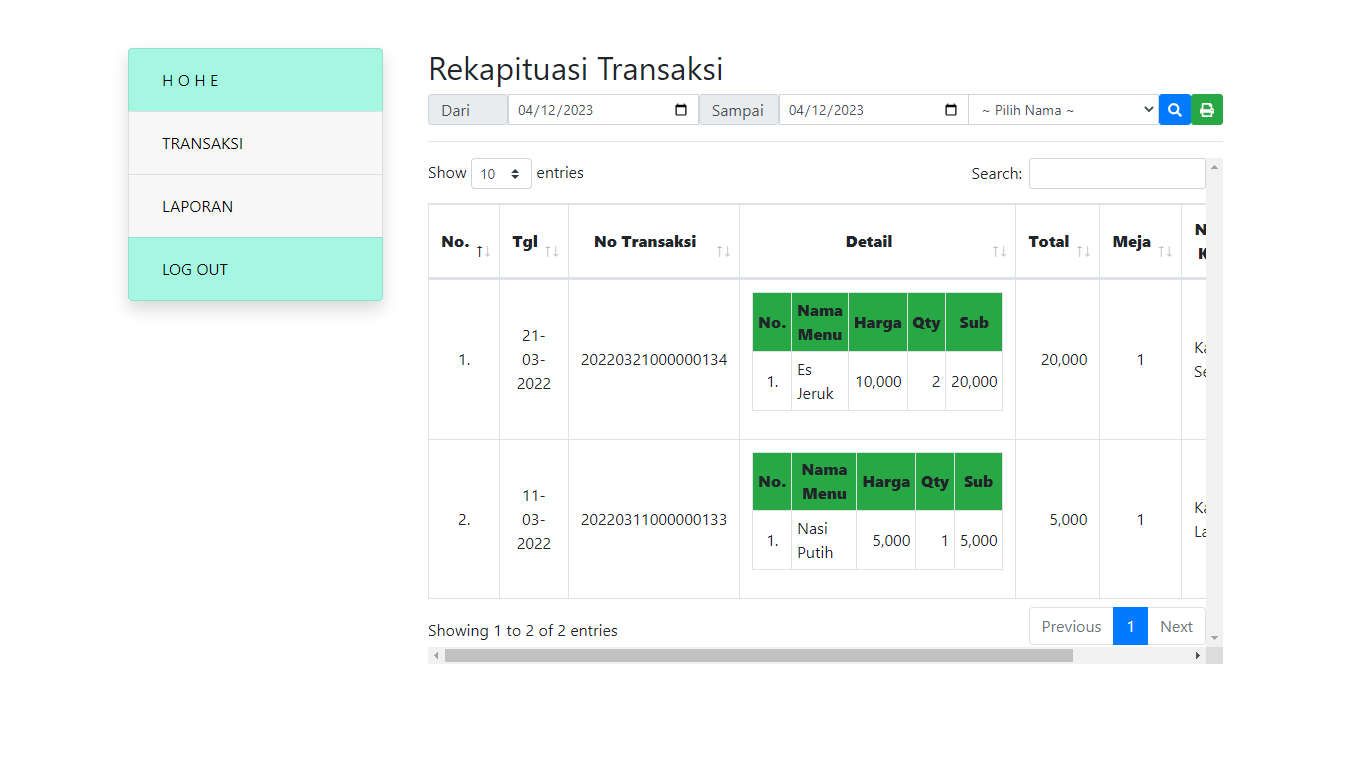 H O H E
TRANSAKSI
LAPORAN
LOG OUT
Rekapituasi Transaksi
Dari 04/12/2023 Sampai 04/12/2023 ~ Pilih Nama ~
Show 10 entries Search:
No. Tgl No Transaksi Detail Total Meja
1. 21-03-2022 20220321000000134 20,000 1
No. Nama Menu Harga Qty Sub
1. Es Jeruk 10,000 2 20,000
2. 11-03-2022 20220311000000133 5,000 1
No. Nama Menu Harga Qty Sub
1. Nasi Putih 5,000 1 5,000
Showing 1 to 2 of 2 entries Previous 1 Next